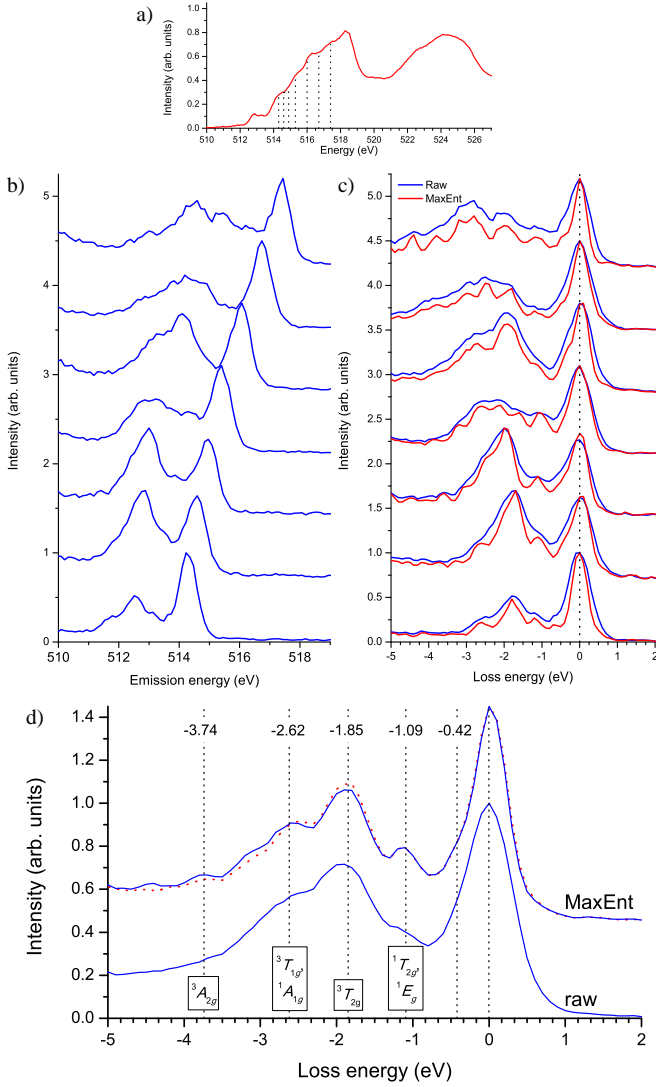 a)
Intensity (arb. units)
1.0
0.8
0.6
0.4
0.2
0.0
510 512 514 516 518 520 522 524 526
Energy (eV)
b)
Intensity (arb. units)
5
4
3
2
1
0
510 512 514 516 518
Emission energy (eV)
c)
Raw
MaxEnt
Intensity (arb. units)
5.0
4.5
4.0
3.5
3.0
2.5
2.0
1.5
1.0
0.5
0.0
-5 -4 -3 -2 -1 0 1 2
Loss energy (eV)
d)
Intensity (arb. units)
1.4
1.2
1.0
0.8
0.6
0.4
0.2
0.0
-3.74 -2.62 -1.85 -1.09 -0.42
MaxEnt
raw
³A₂g
³T₁g,
¹A₁g
³T₂g
¹T₂g,
¹Eg
-5 -4 -3 -2 -1 0 1 2
Loss energy (eV)